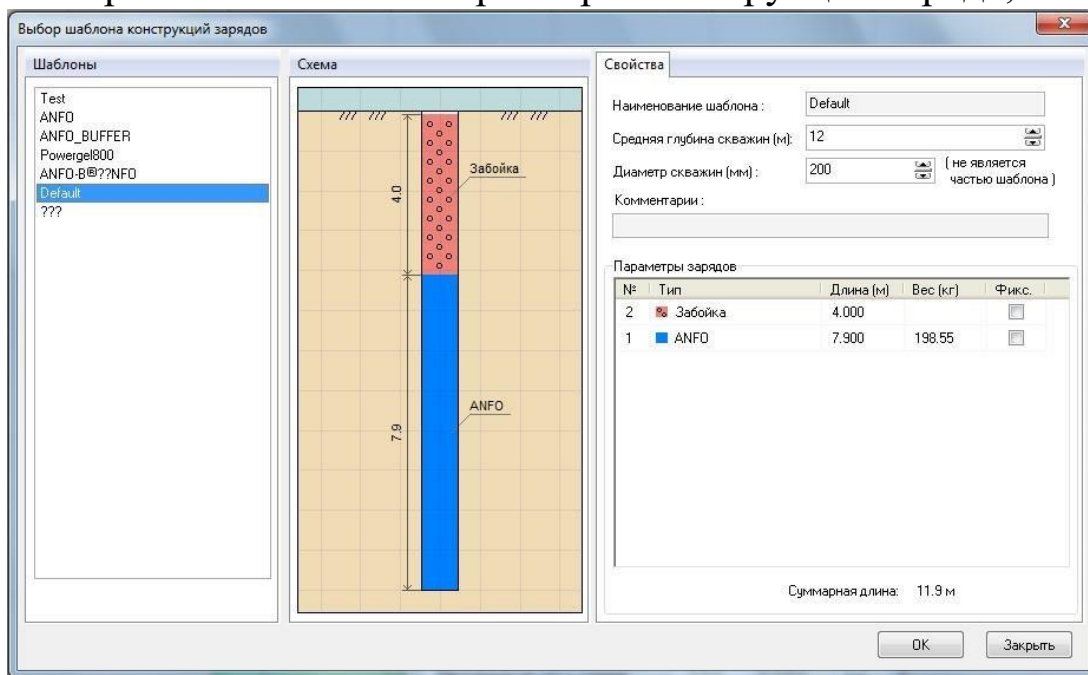 Выбор шаблона конструкций зарядов
Шаблоны
Test
ANFO
ANFO_BUFFER
Powergel800
ANFO-B®??NFO
Default
???
Схема
Забойка
4.0
ANFO
7.9
Свойства
Наименование шаблона : Default
Средняя глубина скважин (м): 12
Диаметр скважин (мм) : 200 ( не является
частью шаблона )
Комментарии :
Параметры зарядов
№ Тип Длина (м) Вес (кг) Фикс.
2 Забойка 4.000
1 ANFO 7.900 198.55
Суммарная длина: 11.9 м
OK Закрыть